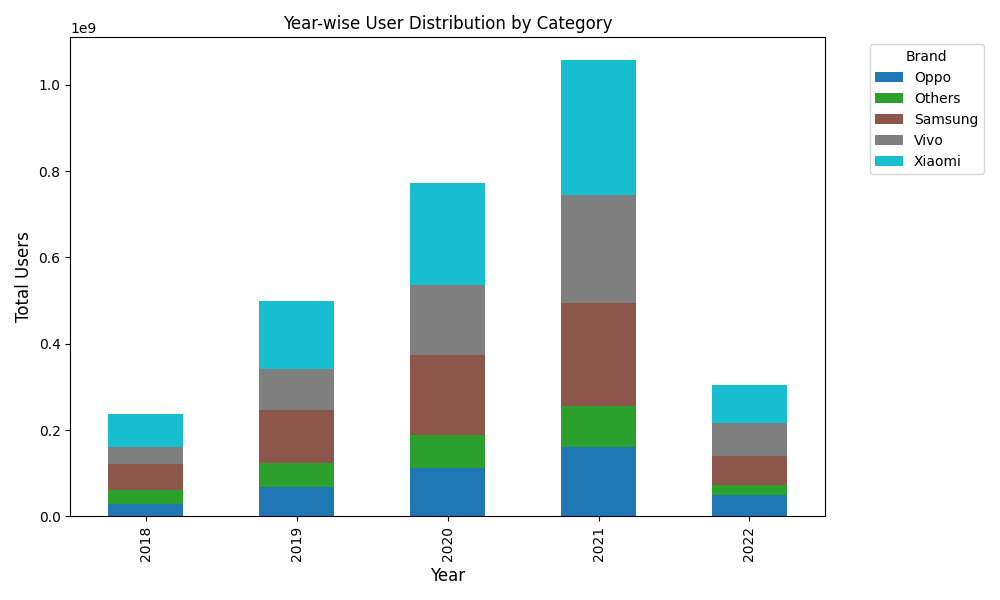 Year-wise User Distribution by Category
1e9
Brand
Oppo
Others
Samsung
Vivo
Xiaomi
1.0
0.8
0.6
0.4
0.2
0.0
Total Users
2018
2019
2020
2021
2022
Year